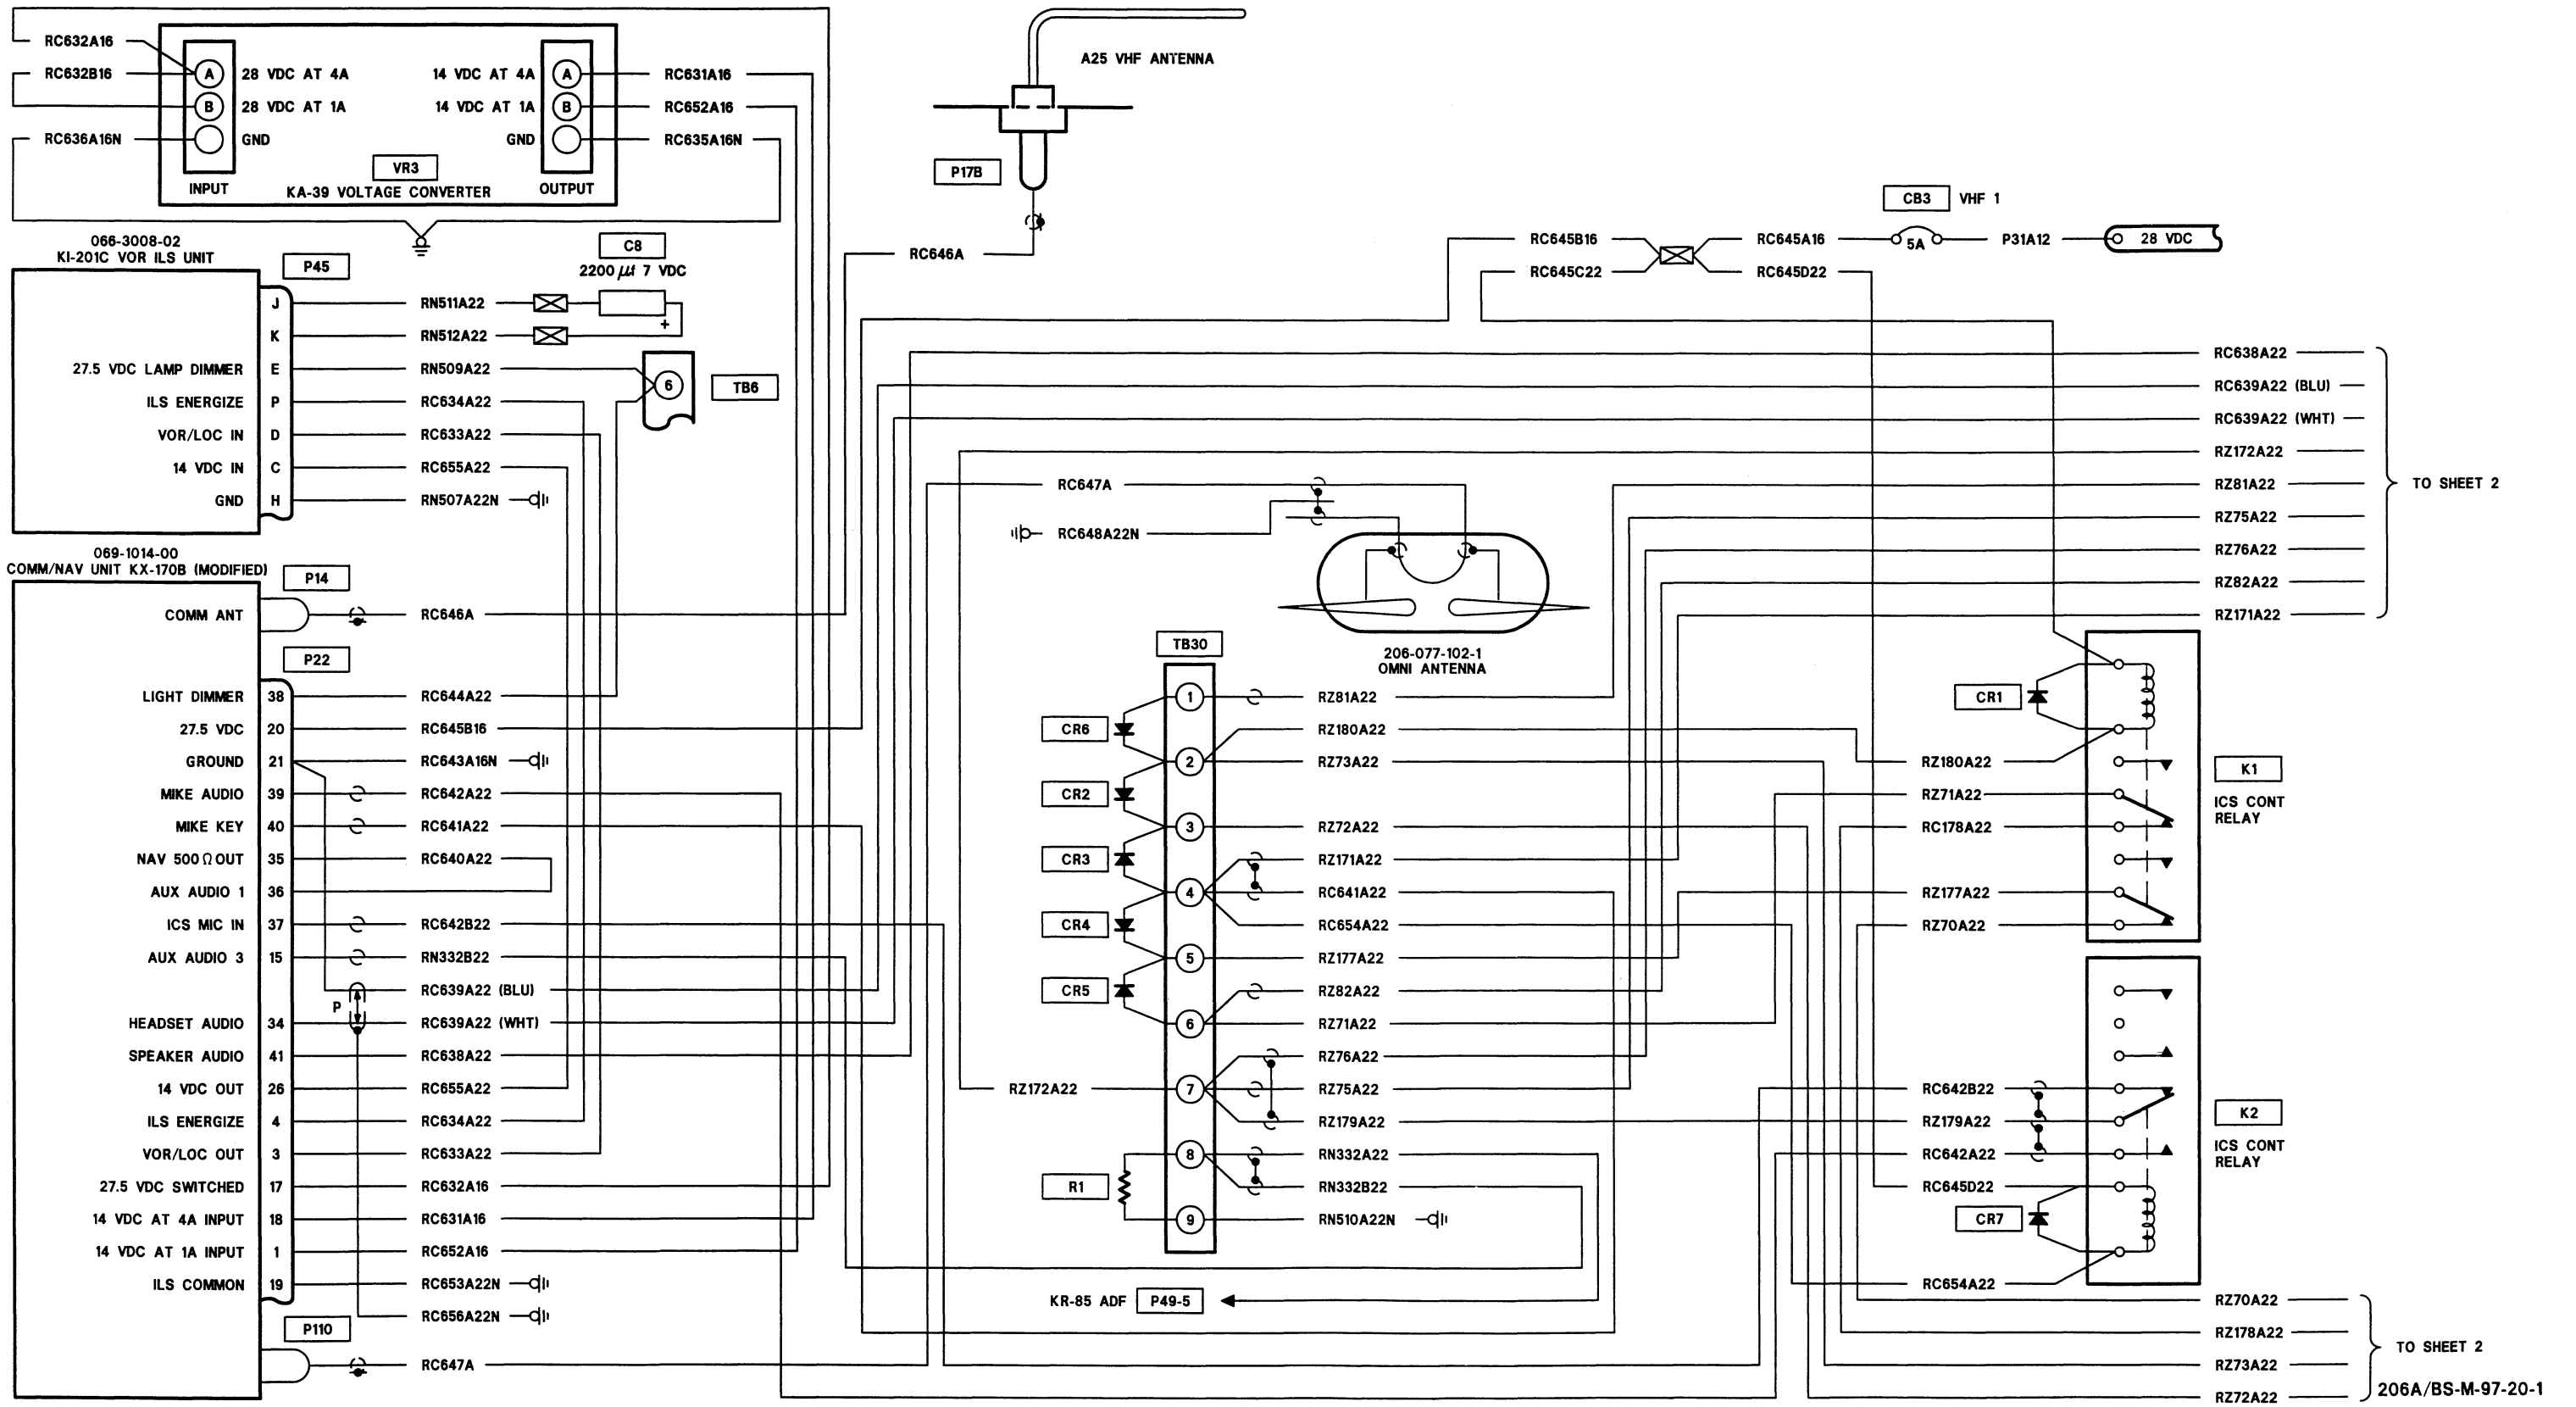 RC632A16
RC632B16
RC636A16N
A
B
28 VDC AT 4A
28 VDC AT 1A
GND
14 VDC AT 4A
14 VDC AT 1A
GND
A
B
INPUT
VR3
KA-39 VOLTAGE CONVERTER
OUTPUT
RC631A16
RC652A16
RC635A16N
A25 VHF ANTENNA
P17B
RC646A
CB3
VHF 1
RC645B16
RC645C22
RC645A16
RC645D22
5A
P31A12
28 VDC
066-3008-02
KI-201C VOR ILS UNIT
P45
C8
2200 µf 7 VDC
+
J RN511A22
K RN512A22
27.5 VDC LAMP DIMMER E RN509A22
ILS ENERGIZE P RC634A22
VOR/LOC IN D RC633A22
14 VDC IN C RC655A22
GND H RN507A22N
6
TB6
069-1014-00
COMM/NAV UNIT KX-170B (MODIFIED)
P14
COMM ANT RC646A
P22
LIGHT DIMMER 38 RC644A22
27.5 VDC 20 RC645B16
GROUND 21 RC643A16N
MIKE AUDIO 39 RC642A22
MIKE KEY 40 RC641A22
NAV 500 Ω OUT 35 RC640A22
AUX AUDIO 1 36
ICS MIC IN 37 RC642B22
AUX AUDIO 3 15 RN332B22
RC639A22 (BLU)
P
HEADSET AUDIO 34 RC639A22 (WHT)
SPEAKER AUDIO 41 RC638A22
14 VDC OUT 26 RC655A22
ILS ENERGIZE 4 RC634A22
VOR/LOC OUT 3 RC633A22
27.5 VDC SWITCHED 17 RC632A16
14 VDC AT 4A INPUT 18 RC631A16
14 VDC AT 1A INPUT 1 RC652A16
ILS COMMON 19 RC653A22N
RC656A22N
P110
RC647A
RC647A
RC648A22N
206-077-102-1
OMNI ANTENNA
TB30
CR6
CR2
CR3
CR4
CR5
R1
RZ172A22
1 RZ81A22
RZ180A22
2 RZ73A22
3 RZ72A22
RZ171A22
4 RC641A22
RC654A22
5 RZ177A22
RZ82A22
6 RZ71A22
RZ76A22
7 RZ75A22
RZ179A22
8 RN332A22
RN332B22
9 RN510A22N
KR-85 ADF
P49-5
RC638A22
RC639A22 (BLU)
RC639A22 (WHT)
RZ172A22
RZ81A22
RZ75A22
RZ76A22
RZ82A22
RZ171A22
TO SHEET 2
CR1
RZ180A22
RZ71A22
RC178A22
RZ177A22
RZ70A22
K1
ICS CONT
RELAY
RC642B22
RZ179A22
RC642A22
RC645D22
CR7
RC654A22
K2
ICS CONT
RELAY
RZ70A22
RZ178A22
RZ73A22
RZ72A22
TO SHEET 2
206A/BS-M-97-20-1